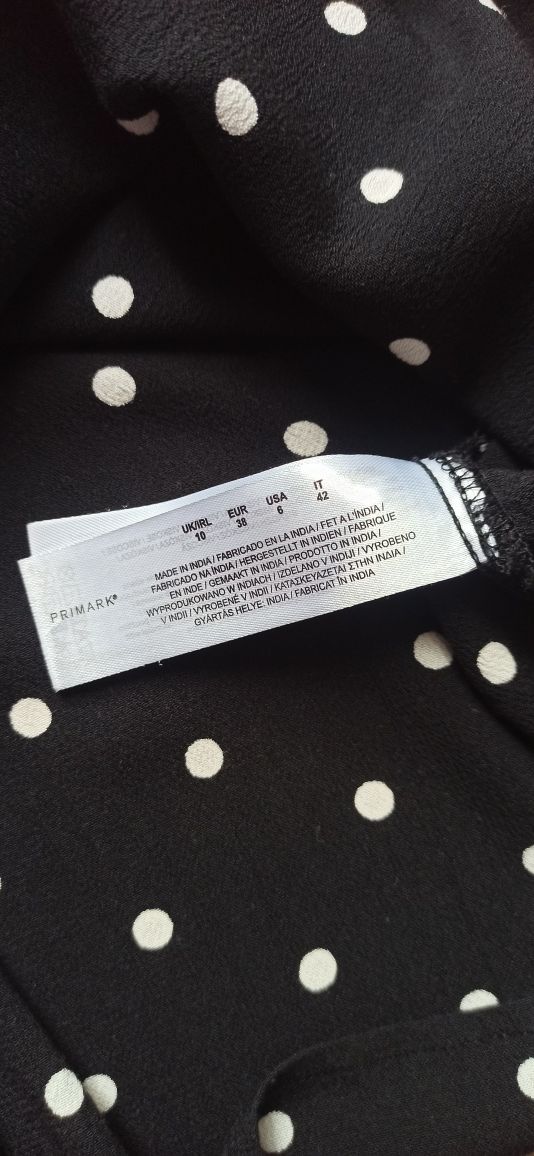 PRIMARK®
UK/IRL EUR USA IT
10 38 6 42
MADE IN INDIA / FABRICADO EN LA INDIA / FET A L'ÍNDIA /
FABRICADO NA ÍNDIA / HERGESTELLT IN INDIEN / FABRIQUE
EN INDE / GEMAAKT IN INDIA / PRODOTTO IN INDIA /
WYPRODUKOWANO W INDIACH / IZDELANO V INDIJI / VYROBENO
V INDII / VYROBENÉ V INDII / ΚΑΤΑΣΚΕΥΑΖΕΤΑΙ ΣΤΗΝ ΙΝΔΙΑ /
GYÁRTÁS HELYE: INDIA / FABRICAT ÎN INDIA